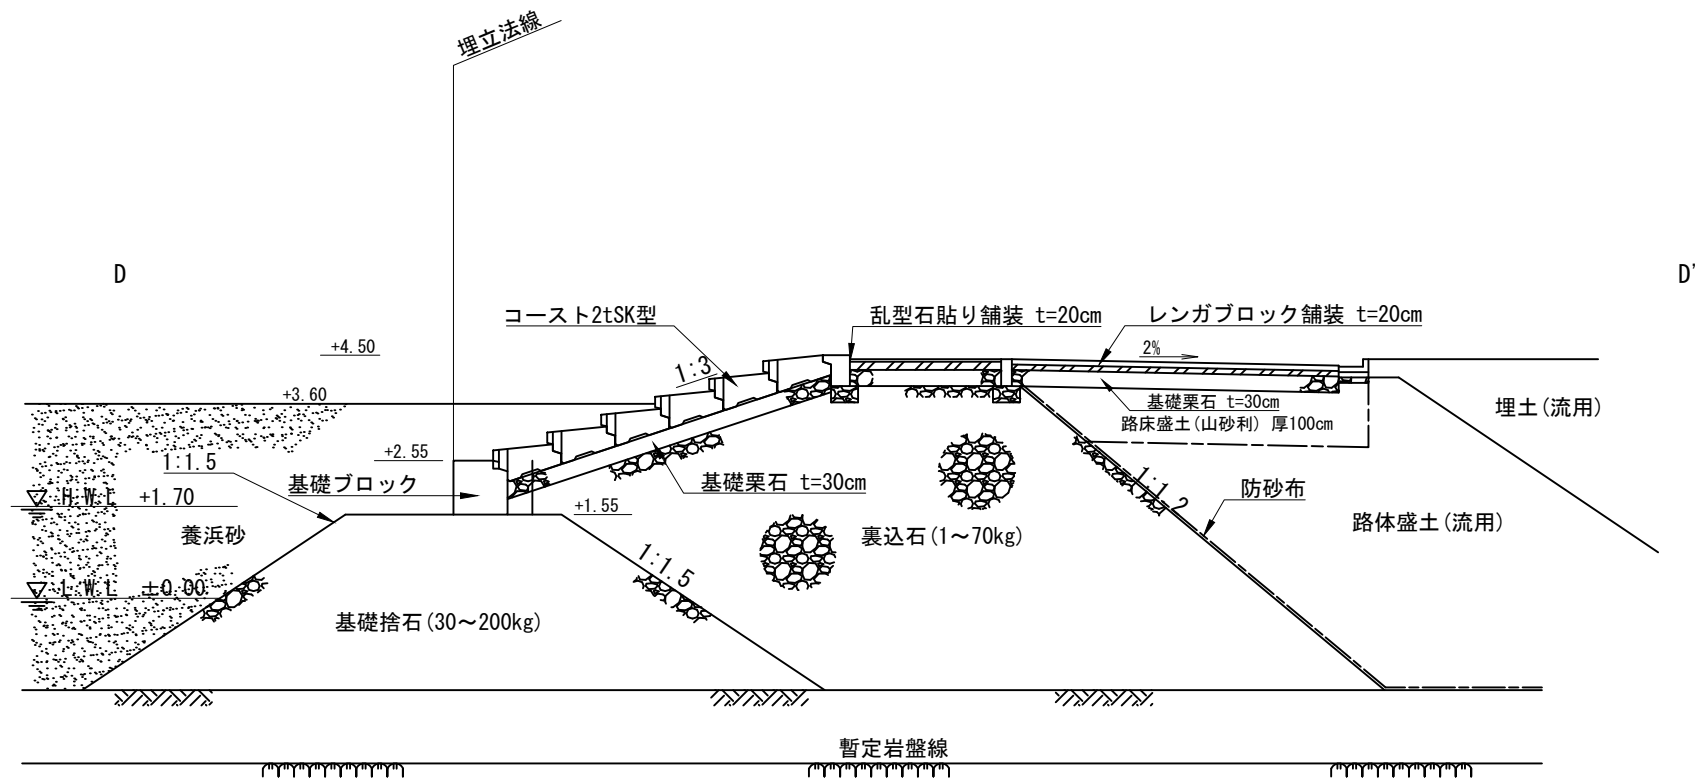 埋立法線
D
D'
コースト2tSK型
乱型石貼り舗装 t=20cm
レンガブロック舗装 t=20cm
+4.50
2%
1:3
+3.60
基礎栗石 t=30cm
路床盛土(山砂利) 厚100cm
埋土(流用)
+2.55
1:1.5
基礎ブロック
基礎栗石 t=30cm
1:1.2
防砂布
H.W.L +1.70
+1.55
養浜砂
裏込石(1～70kg)
路体盛土(流用)
1:1.5
L.W.L ±0.00
基礎捨石(30～200kg)
暫定岩盤線